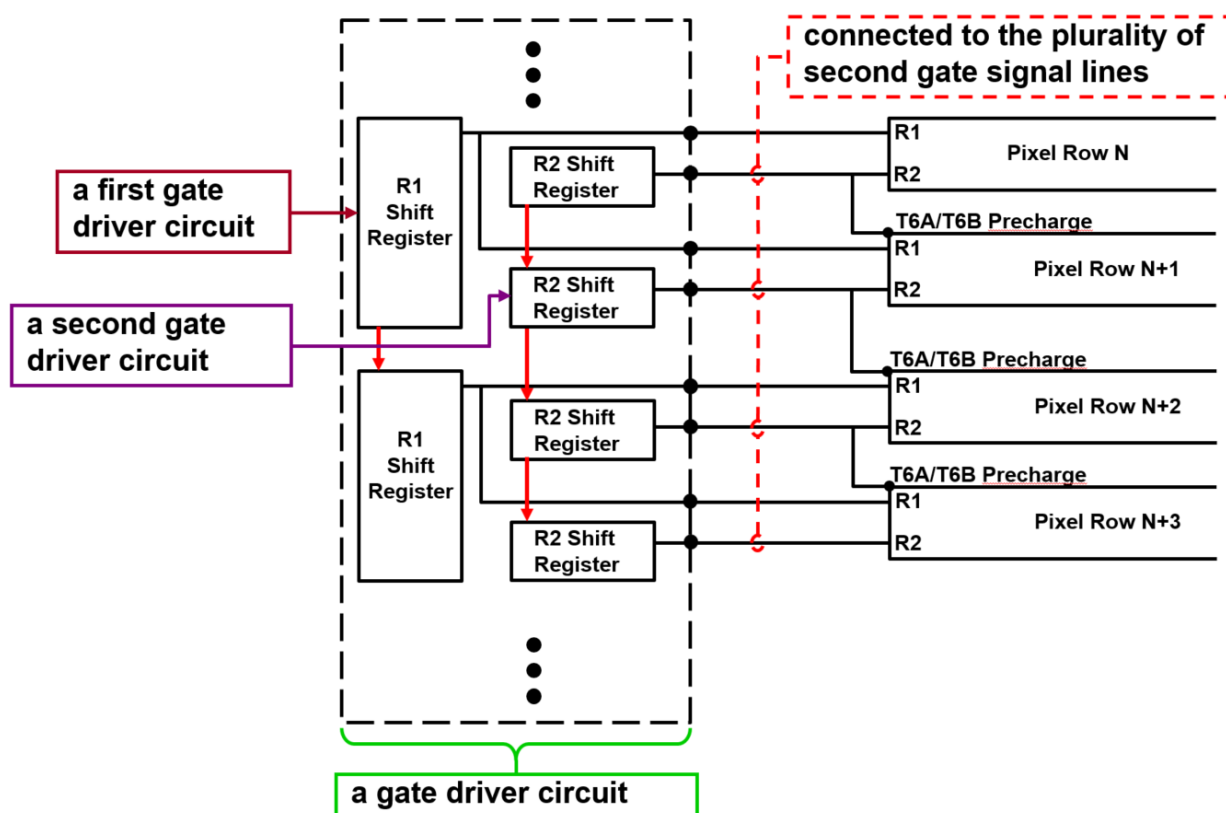 connected to the plurality of
second gate signal lines
a first gate
driver circuit
a second gate
driver circuit
R1
Shift
Register
R2 Shift
Register
R2 Shift
Register
R1
Shift
Register
R2 Shift
Register
R2 Shift
Register
R1
Pixel Row N
R2
T6A/T6B Precharge
R1
Pixel Row N+1
R2
T6A/T6B Precharge
R1
Pixel Row N+2
R2
T6A/T6B Precharge
R1
Pixel Row N+3
R2
a gate driver circuit